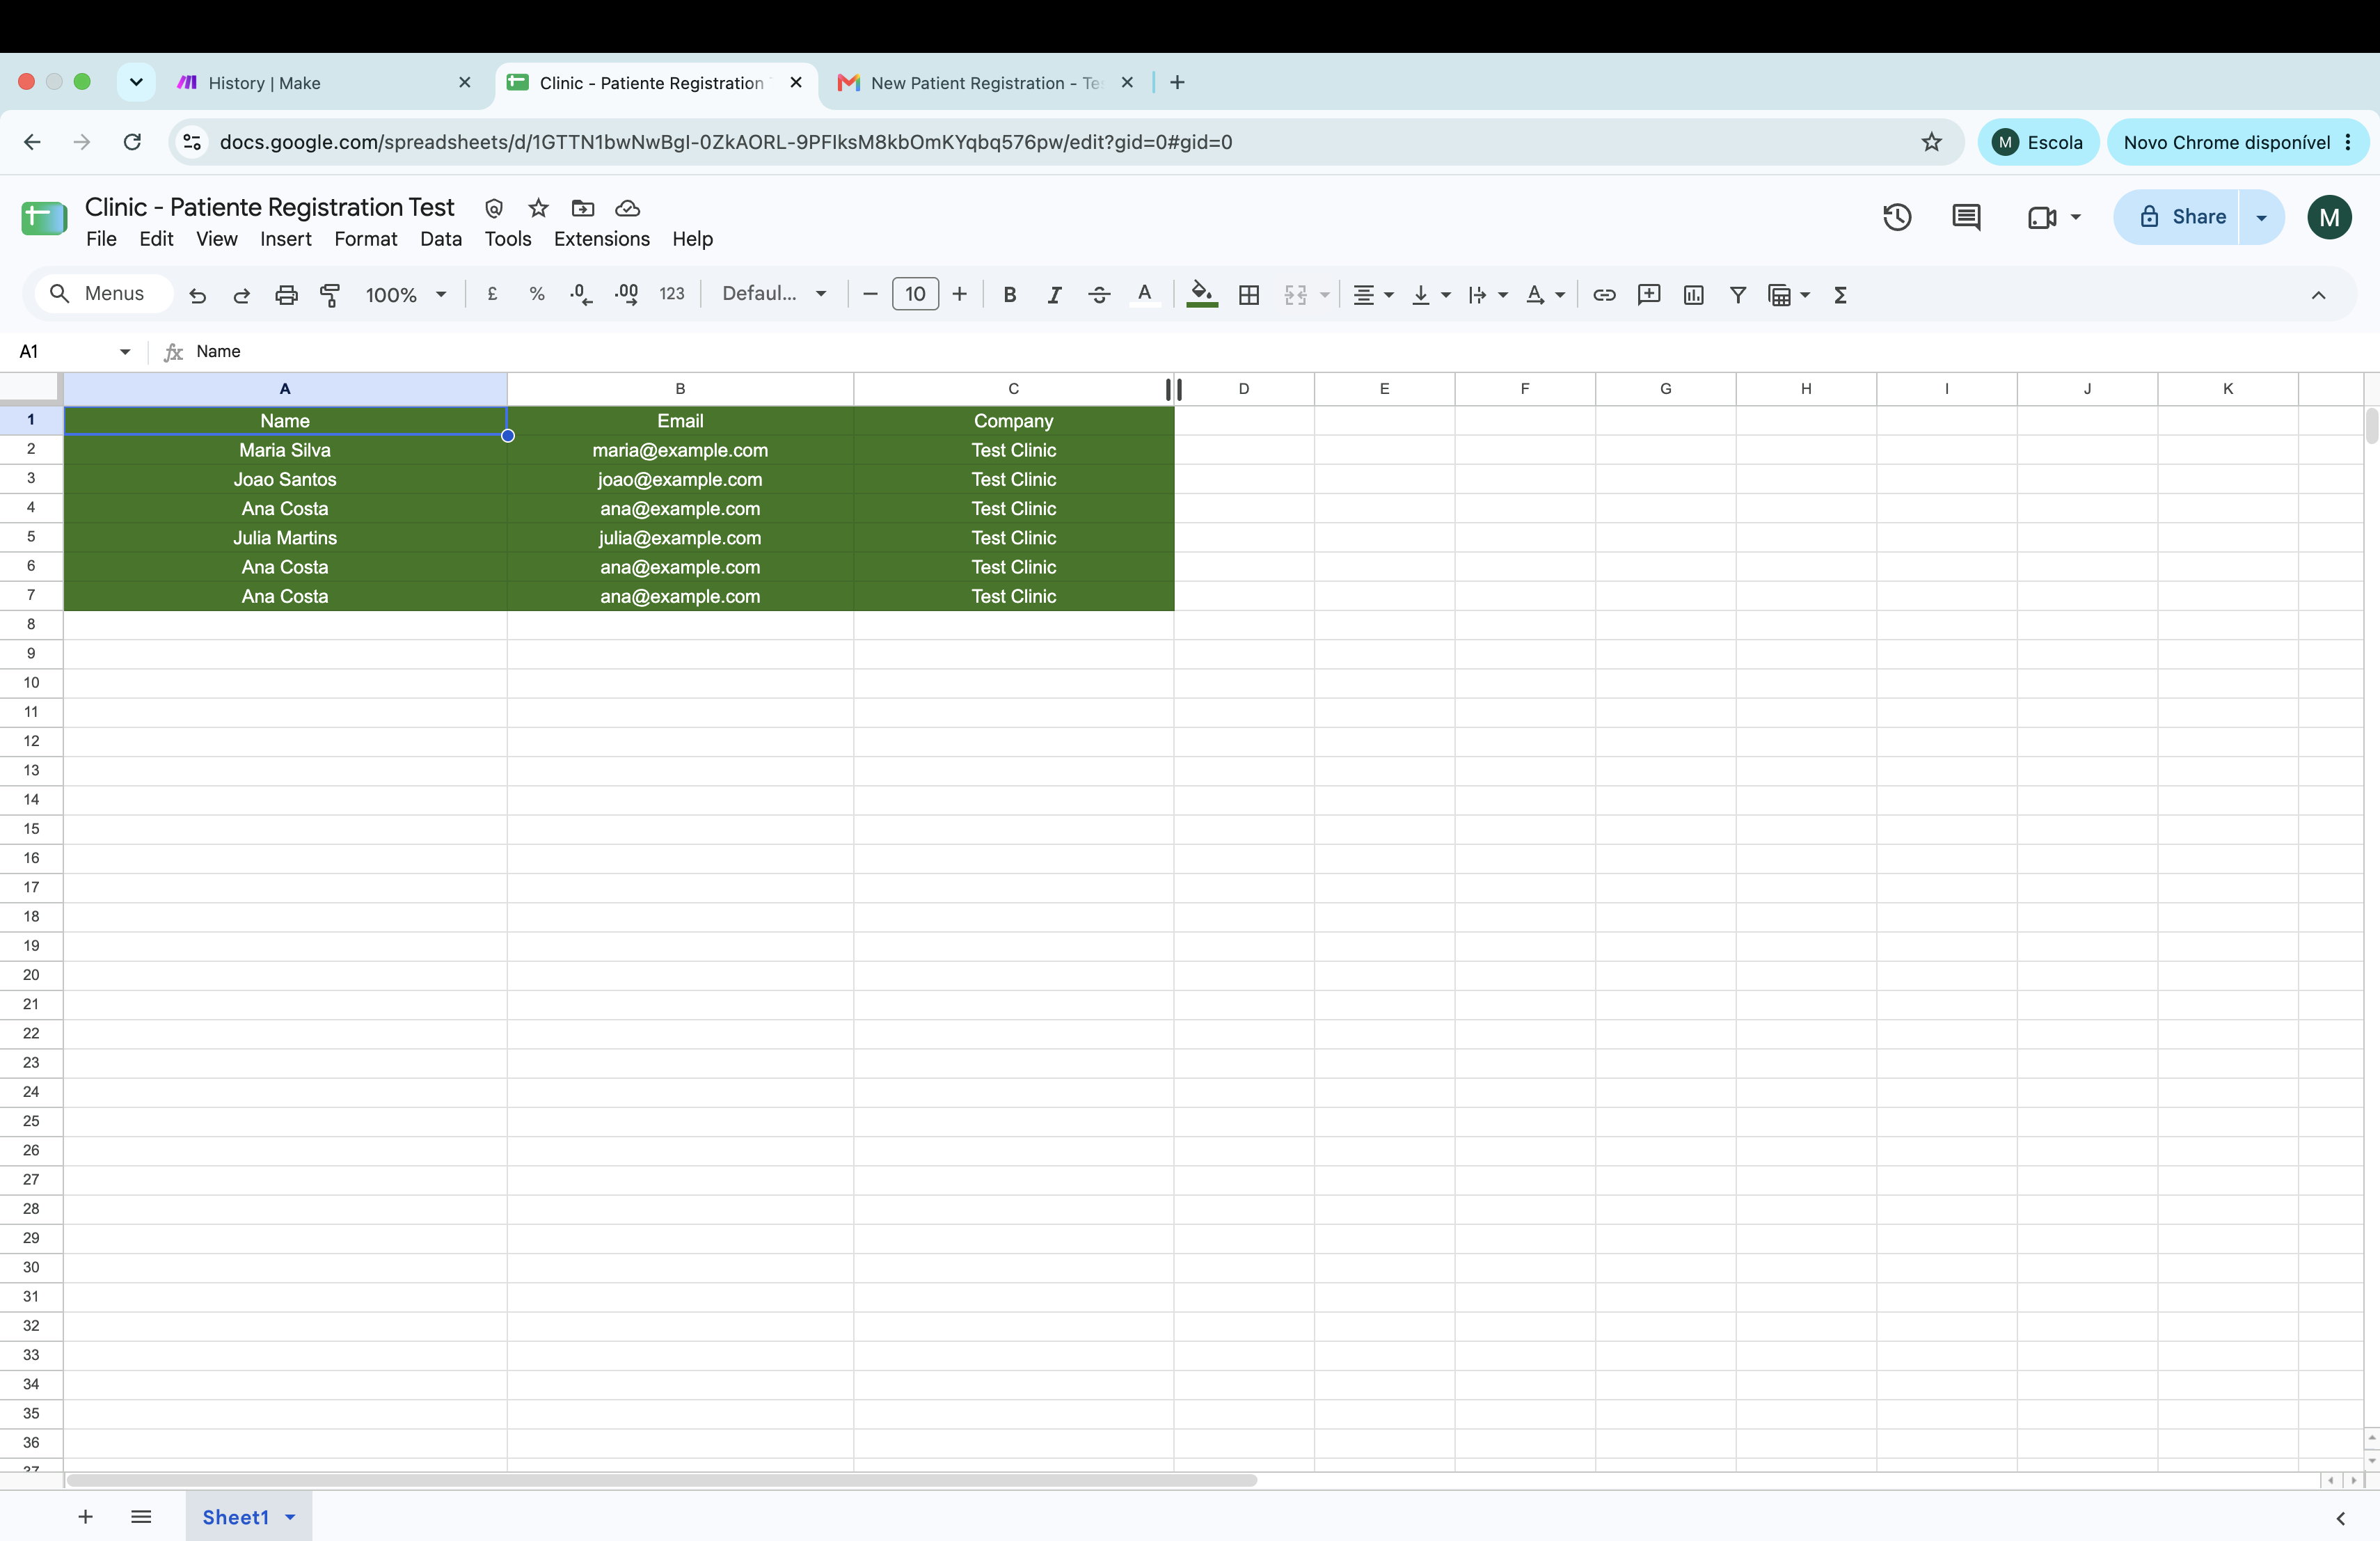 History | Make
Clinic - Patiente Registration
New Patient Registration - Te
docs.google.com/spreadsheets/d/1GTTN1bwNwBgI-0ZkAORL-9PFIksM8kbOmKYqbq576pw/edit?gid=0#gid=0
M Escola
Novo Chrome disponível
Clinic - Patiente Registration Test
File Edit View Insert Format Data Tools Extensions Help
Share
M
Menus 100% £ % .0 .00 123 Defaul... 10 B I S A Σ
A1 fx Name
A B C D E F G H I J K
1 Name Email Company
2 Maria Silva maria@example.com Test Clinic
3 Joao Santos joao@example.com Test Clinic
4 Ana Costa ana@example.com Test Clinic
5 Julia Martins julia@example.com Test Clinic
6 Ana Costa ana@example.com Test Clinic
7 Ana Costa ana@example.com Test Clinic
8
9
10
11
12
13
14
15
16
17
18
19
20
21
22
23
24
25
26
27
28
29
30
31
32
33
34
35
36
37
Sheet1